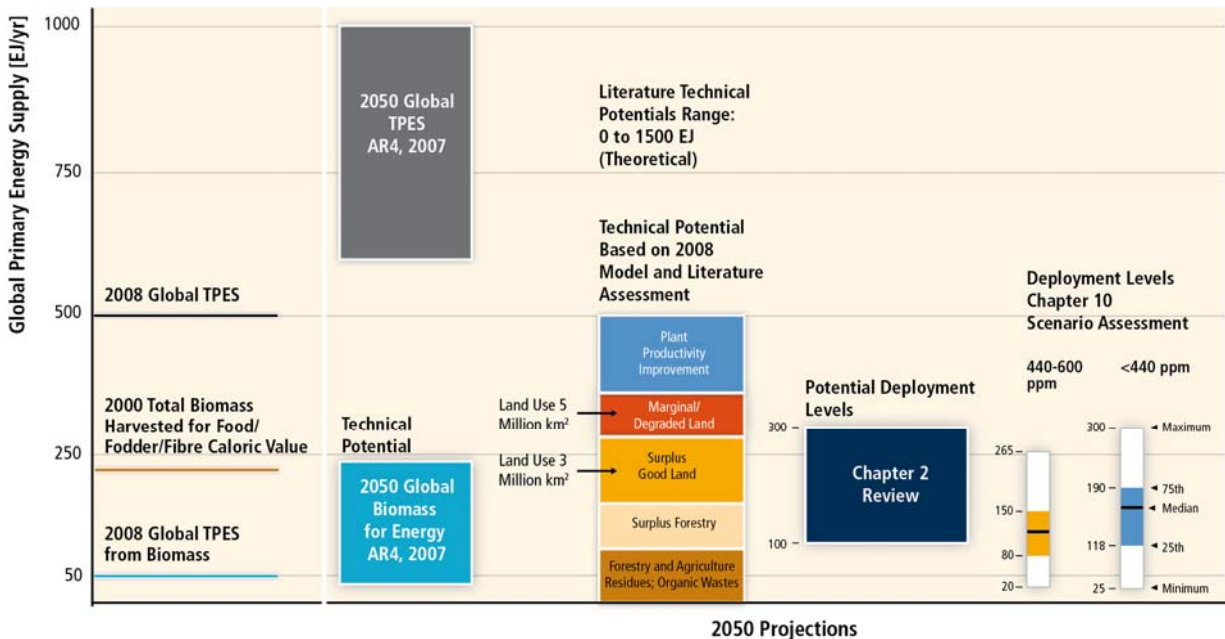 Global Primary Energy Supply [EJ/yr]
1000
750
500
250
50
2008 Global TPES
2000 Total Biomass
Harvested for Food/
Fodder/Fibre Caloric Value
2008 Global TPES
from Biomass
2050 Global
TPES
AR4, 2007
Technical
Potential
2050 Global
Biomass
for Energy
AR4, 2007
Literature Technical
Potentials Range:
0 to 1500 EJ
(Theoretical)
Technical Potential
Based on 2008
Model and Literature
Assessment
Plant
Productivity
Improvement
Land Use 5
Million km²
Marginal/
Degraded Land
Land Use 3
Million km²
Surplus
Good Land
Surplus Forestry
Forestry and Agriculture
Residues; Organic Wastes
Potential Deployment
Levels
300
Chapter 2
Review
100
Deployment Levels
Chapter 10
Scenario Assessment
440-600
ppm
<440 ppm
265
150
80
20
300
190
118
25
Maximum
75th
Median
25th
Minimum
2050 Projections